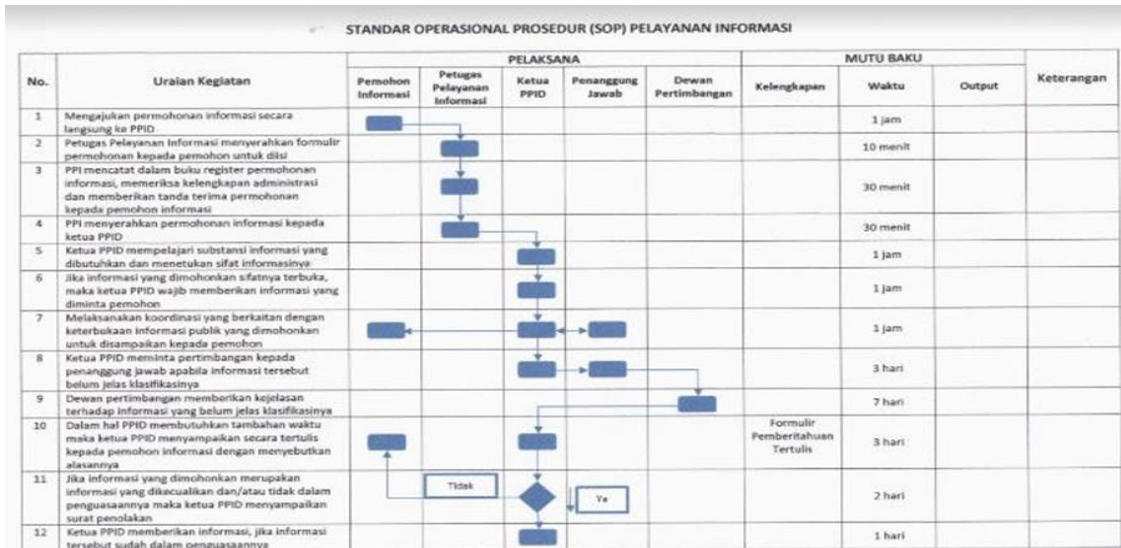 STANDAR OPERASIONAL PROSEDUR (SOP) PELAYANAN INFORMASI
No.
Uraian Kegiatan
PELAKSANA
MUTU BAKU
Keterangan
Pemohon
Informasi
Petugas
Pelayanan
Informasi
Ketua
PPID
Penanggung
Jawab
Dewan
Pertimbangan
Kelengkapan
Waktu
Output
1
Mengajukan permohonan informasi secara
langsung ke PPID
1 jam
2
Petugas Pelayanan Informasi menyerahkan formulir
permohonan kepada pemohon untuk diisi
10 menit
3
PPI mencatat dalam buku register permohonan
informasi, memeriksa kelengkapan administrasi
dan memberikan tanda terima permohonan
kepada pemohon informasi
30 menit
4
PPI menyerahkan permohonan informasi kepada
ketua PPID
30 menit
5
Ketua PPID mempelajari substansi informasi yang
dibutuhkan dan menetukan sifat informasinya
1 jam
6
Jika informasi yang dimohonkan sifatnya terbuka,
maka ketua PPID wajib memberikan informasi yang
diminta pemohon
1 jam
7
Melaksanakan koordinasi yang berkaitan dengan
keterbukaan informasi publik yang dimohonkan
untuk disampaikan kepada pemohon
1 jam
8
Ketua PPID meminta pertimbangan kepada
penanggung jawab apabila informasi tersebut
belum jelas klasifikasinya
3 hari
9
Dewan pertimbangan memberikan kejelasan
terhadap informasi yang belum jelas klasifikasinya
7 hari
10
Dalam hal PPID membutuhkan tambahan waktu
maka ketua PPID menyampaikan secara tertulis
kepada pemohon informasi dengan menyebutkan
alasannya
Formulir
Pemberitahuan
Tertulis
3 hari
11
Jika informasi yang dimohonkan merupakan
informasi yang dikecualikan dan/atau tidak dalam
penguasaannya maka ketua PPID menyampaikan
surat penolakan
Tidak
Ya
2 hari
12
Ketua PPID memberikan informasi, jika informasi
tersebut sudah dalam penguasaannya
1 hari